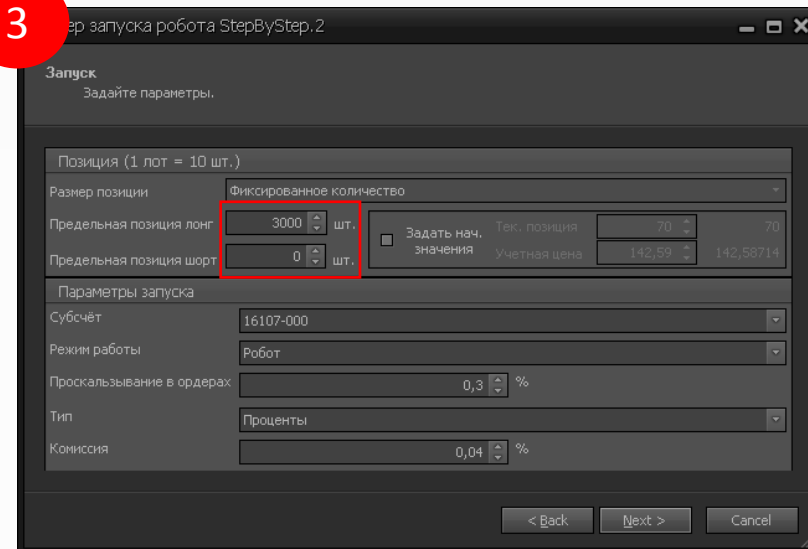 3
ер запуска робота StepByStep.2
Запуск
Задайте параметры.
Позиция (1 лот = 10 шт.)
Размер позиции Фиксированное количество
Предельная позиция лонг 3000 шт.
Предельная позиция шорт 0 шт.
Задать нач. значения
Тек. позиция 70 70
Учетная цена 142,59 142,58714
Параметры запуска
Субсчёт 16107-000
Режим работы Робот
Проскальзывание в ордерах 0,3 %
Тип Проценты
Комиссия 0,04 %
< Back Next > Cancel